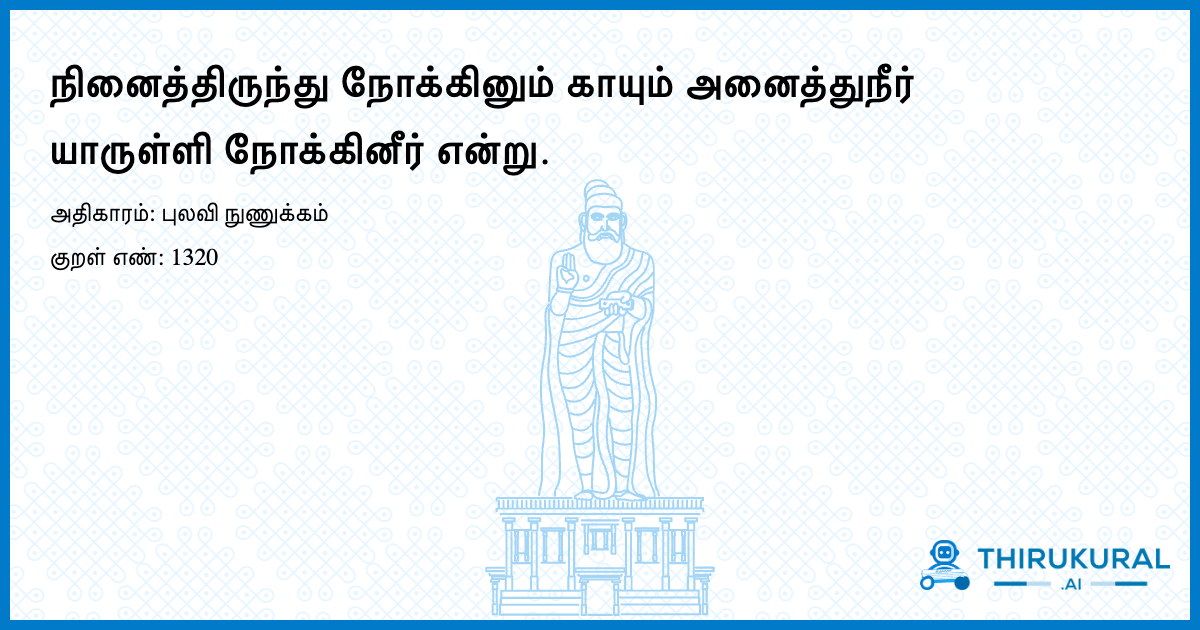 நினைத்திருந்து நோக்கினும் காயும் அனைத்துநீர்
யாருள்ளி நோக்கினீர் என்று.
அதிகாரம்: புலவி நுணுக்கம்
குறள் எண்: 1320
THIRUKURAL
.AI